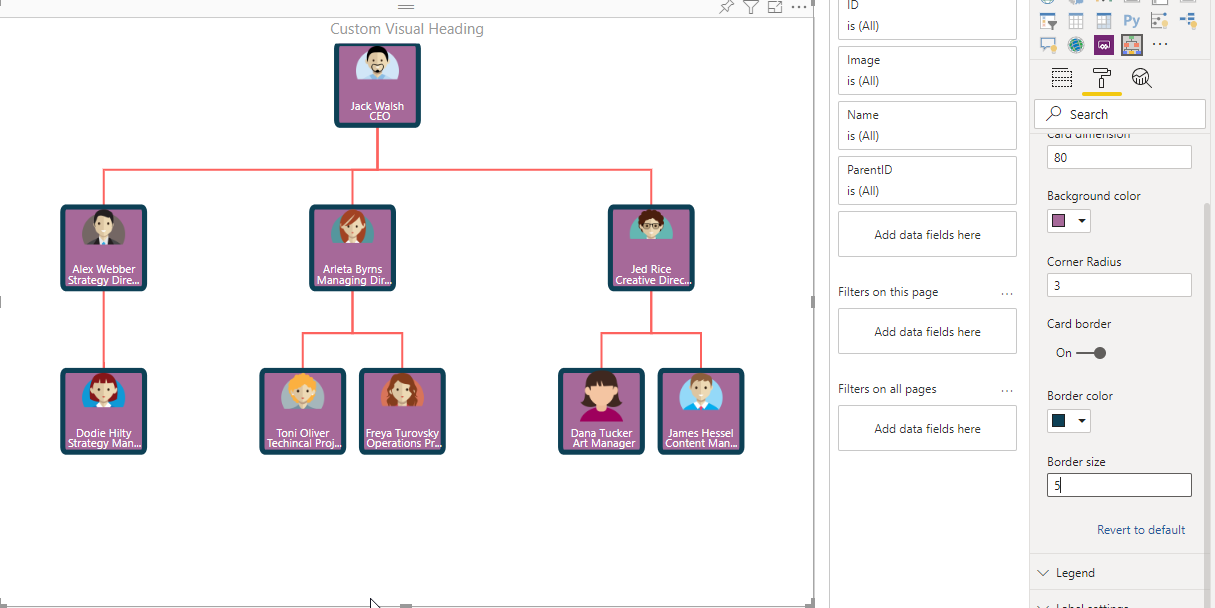 Custom Visual Heading
Jack Walsh
CEO
Alex Webber
Strategy Dire...
Arleta Byrns
Managing Dir...
Jed Rice
Creative Direc...
Dodie Hilty
Strategy Man...
Toni Oliver
Techincal Proj...
Freya Turovsky
Operations Pr...
Dana Tucker
Art Manager
James Hessel
Content Man...
ID
is (All)
Image
is (All)
Name
is (All)
ParentID
is (All)
Add data fields here
Filters on this page
...
Add data fields here
Filters on all pages
...
Add data fields here
Py
...
Search
Card dimension
80
Background color
Corner Radius
3
Card border
On
Border color
Border size
5
Revert to default
Legend
Label settings